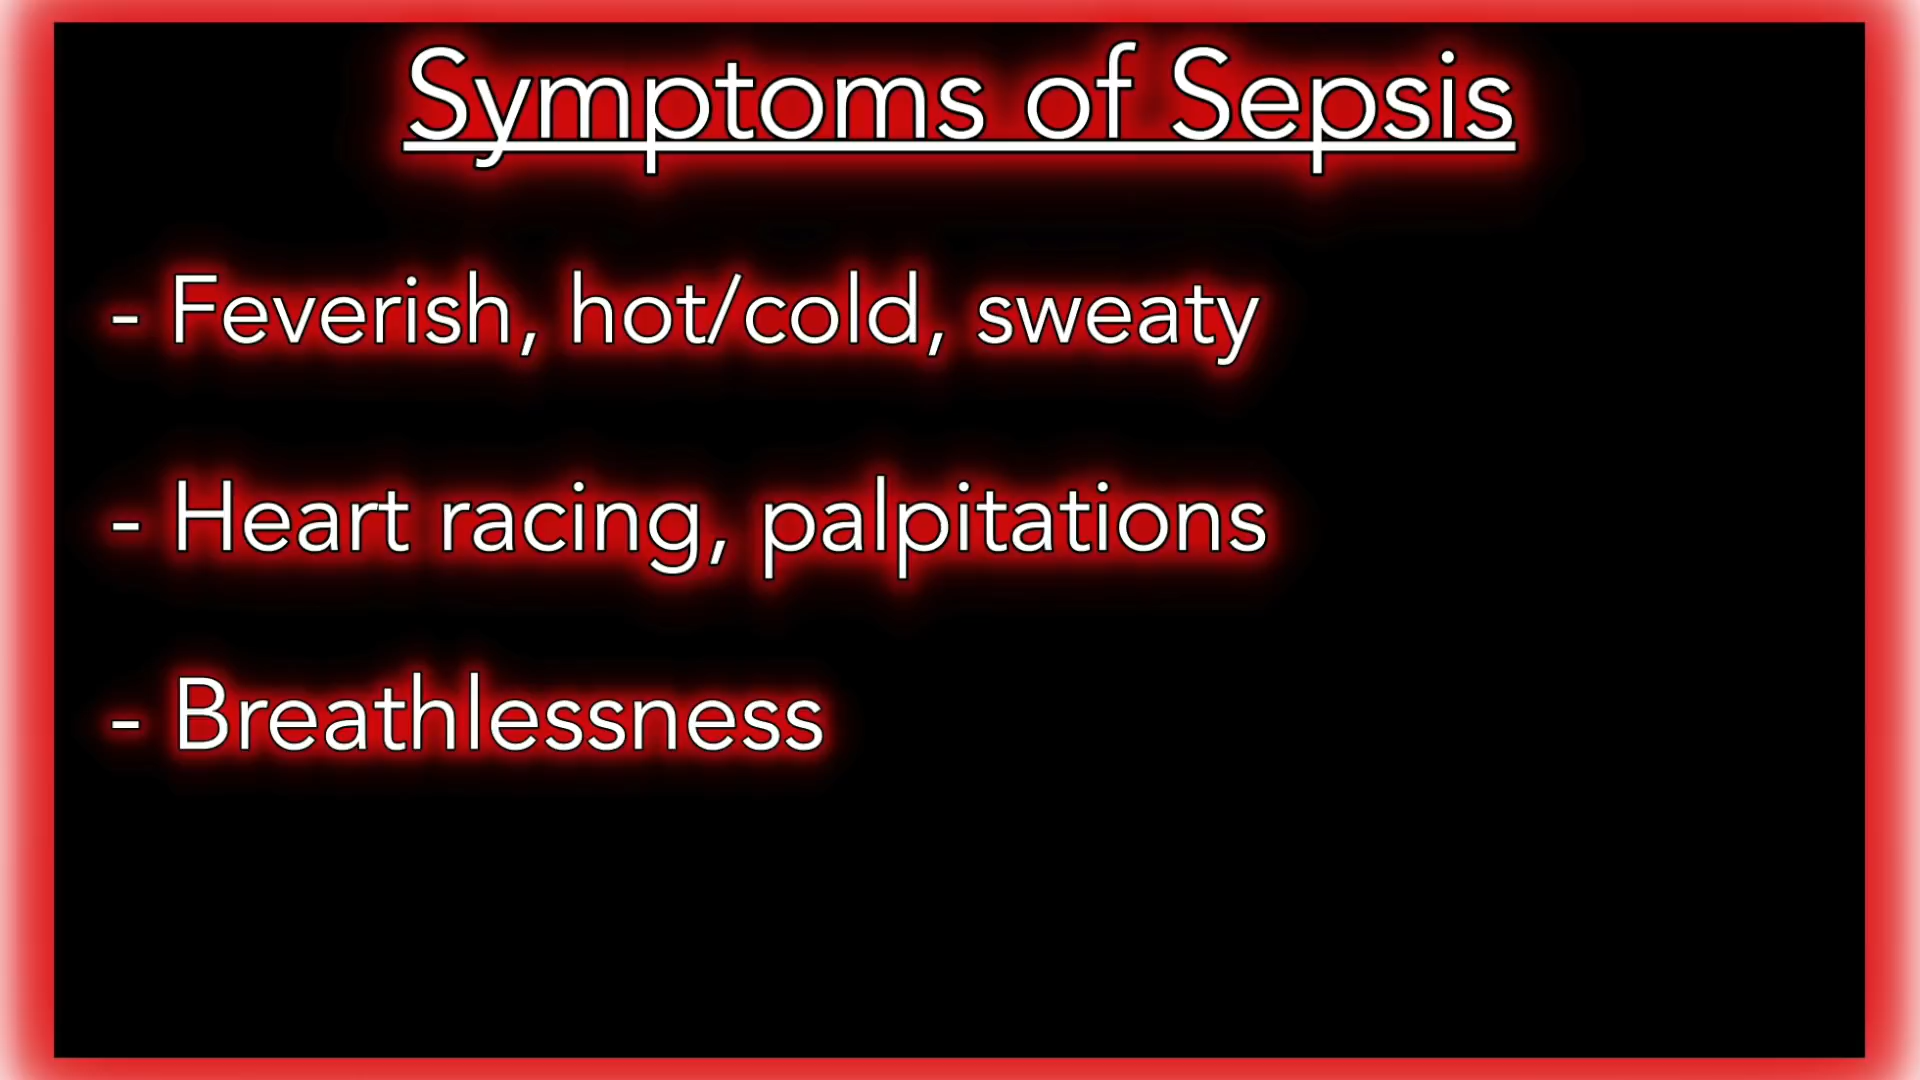 Symptoms of Sepsis
- Feverish, hot/cold, sweaty
- Heart racing, palpitations
- Breathlessness